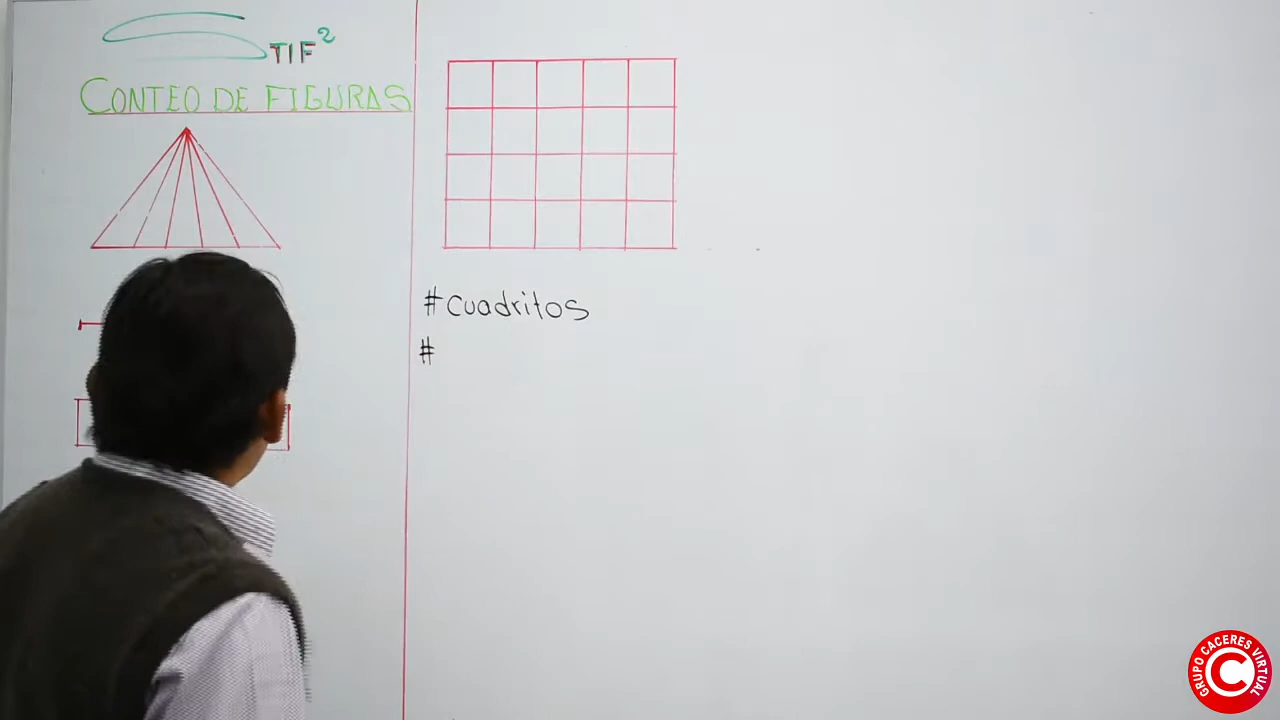 TIF²
CONTEO DE FIGURAS
#cuadritos
#
GRUPO CACERES VIRTUAL
C